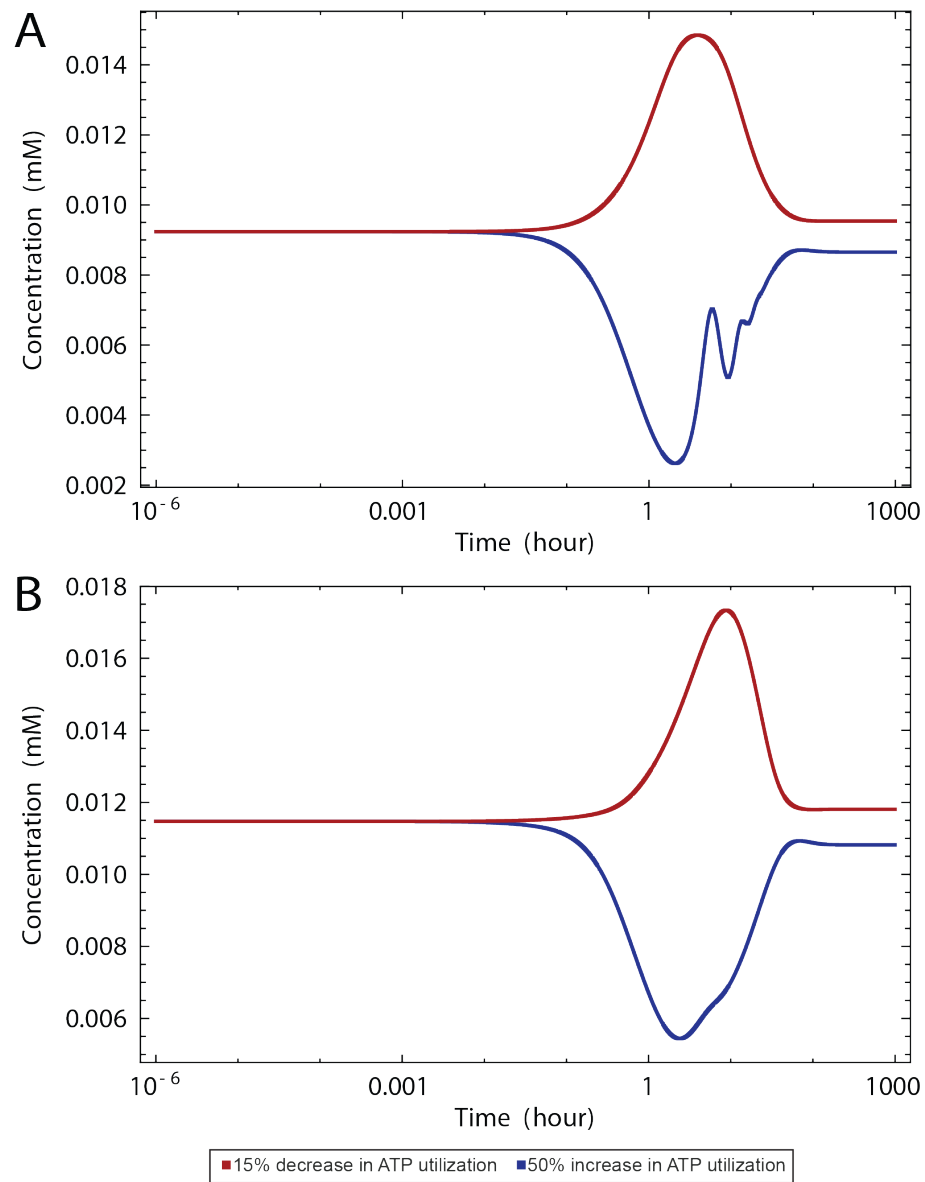 A
0.014
0.012
0.010
0.008
0.006
0.004
0.002
Concentration (mM)
10-6 0.001 1 1000
Time (hour)
B
0.018
0.016
0.014
0.012
0.010
0.008
0.006
Concentration (mM)
10-6 0.001 1 1000
Time (hour)
15% decrease in ATP utilization 50% increase in ATP utilization